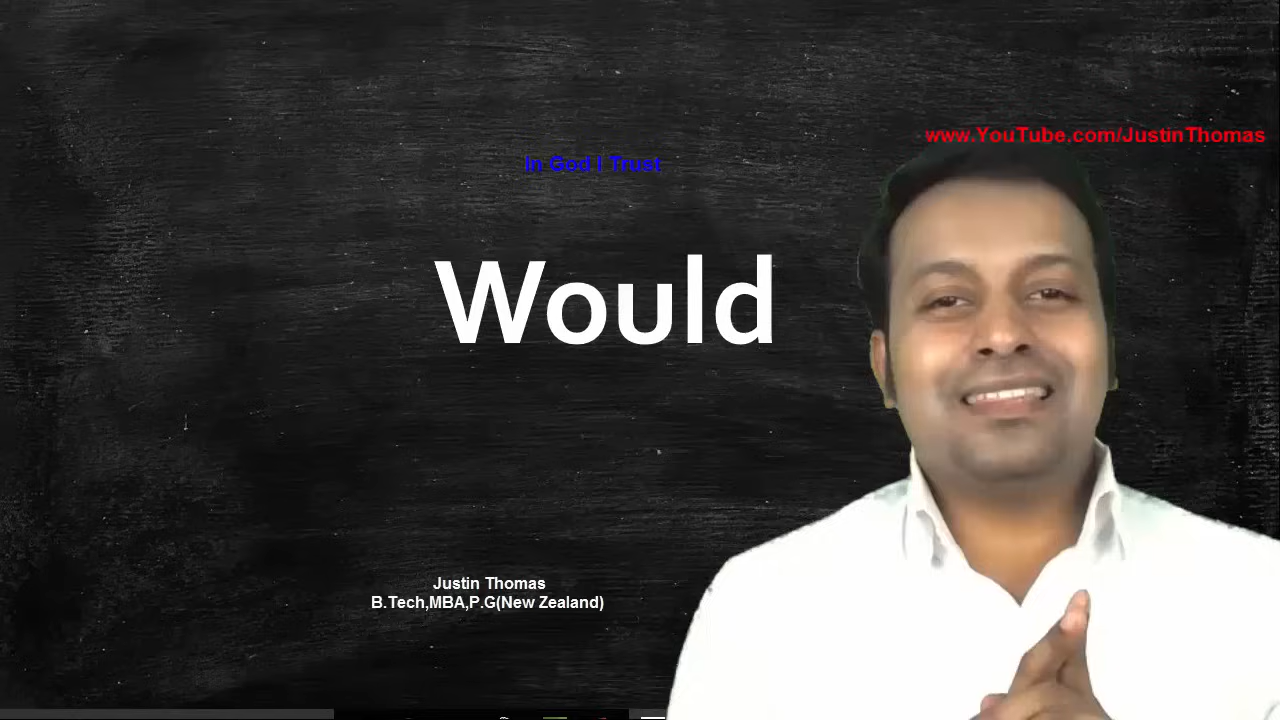 www.YouTube.com/JustinThomas
In God I Trust
Would
Justin Thomas
B.Tech,MBA,P.G(New Zealand)